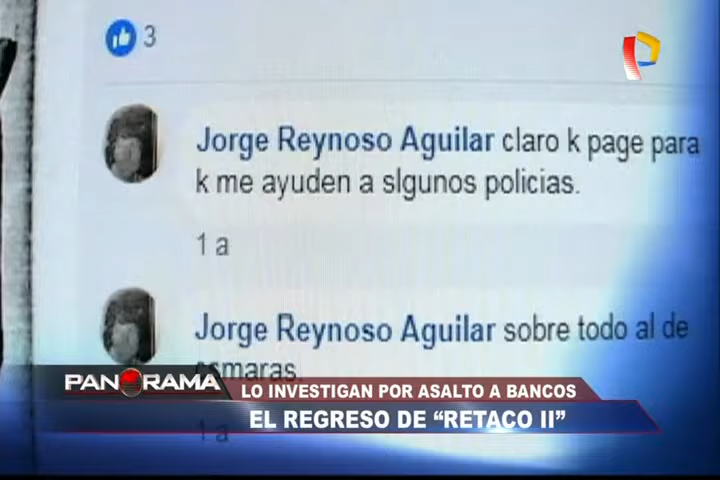 3
Jorge Reynoso Aguilar claro k page para
k me ayuden a slgunos policias.
1 a
Jorge Reynoso Aguilar sobre todo al de
camaras.
PANORAMA
LO INVESTIGAN POR ASALTO A BANCOS
EL REGRESO DE “RETACO II”
1 a